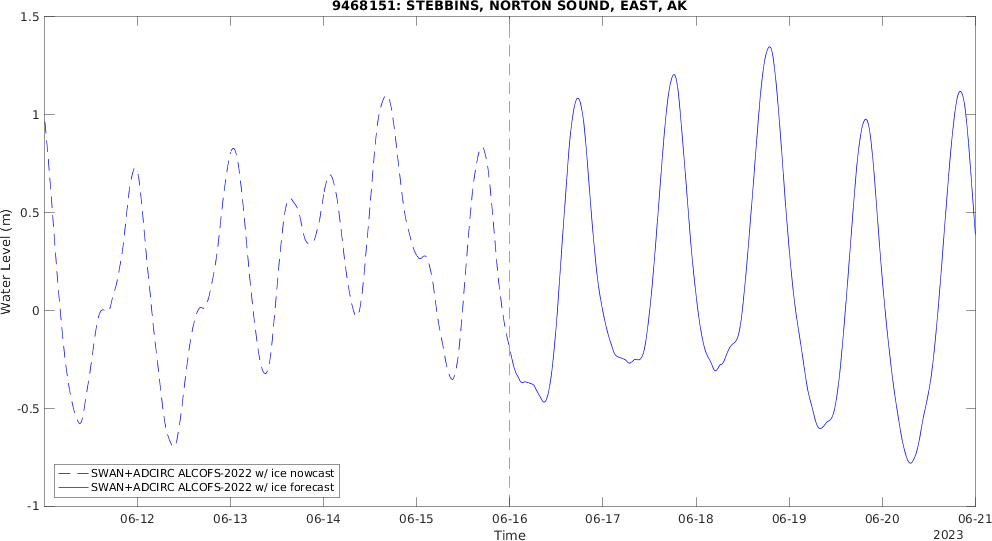 9468151: STEBBINS, NORTON SOUND, EAST, AK
1.5
1
0.5
0
-0.5
-1
Water Level (m)
SWAN+ADCIRC ALCOFS-2022 w/ ice nowcast
SWAN+ADCIRC ALCOFS-2022 w/ ice forecast
06-12 06-13 06-14 06-15 06-16 06-17 06-18 06-19 06-20 06-21
Time
2023